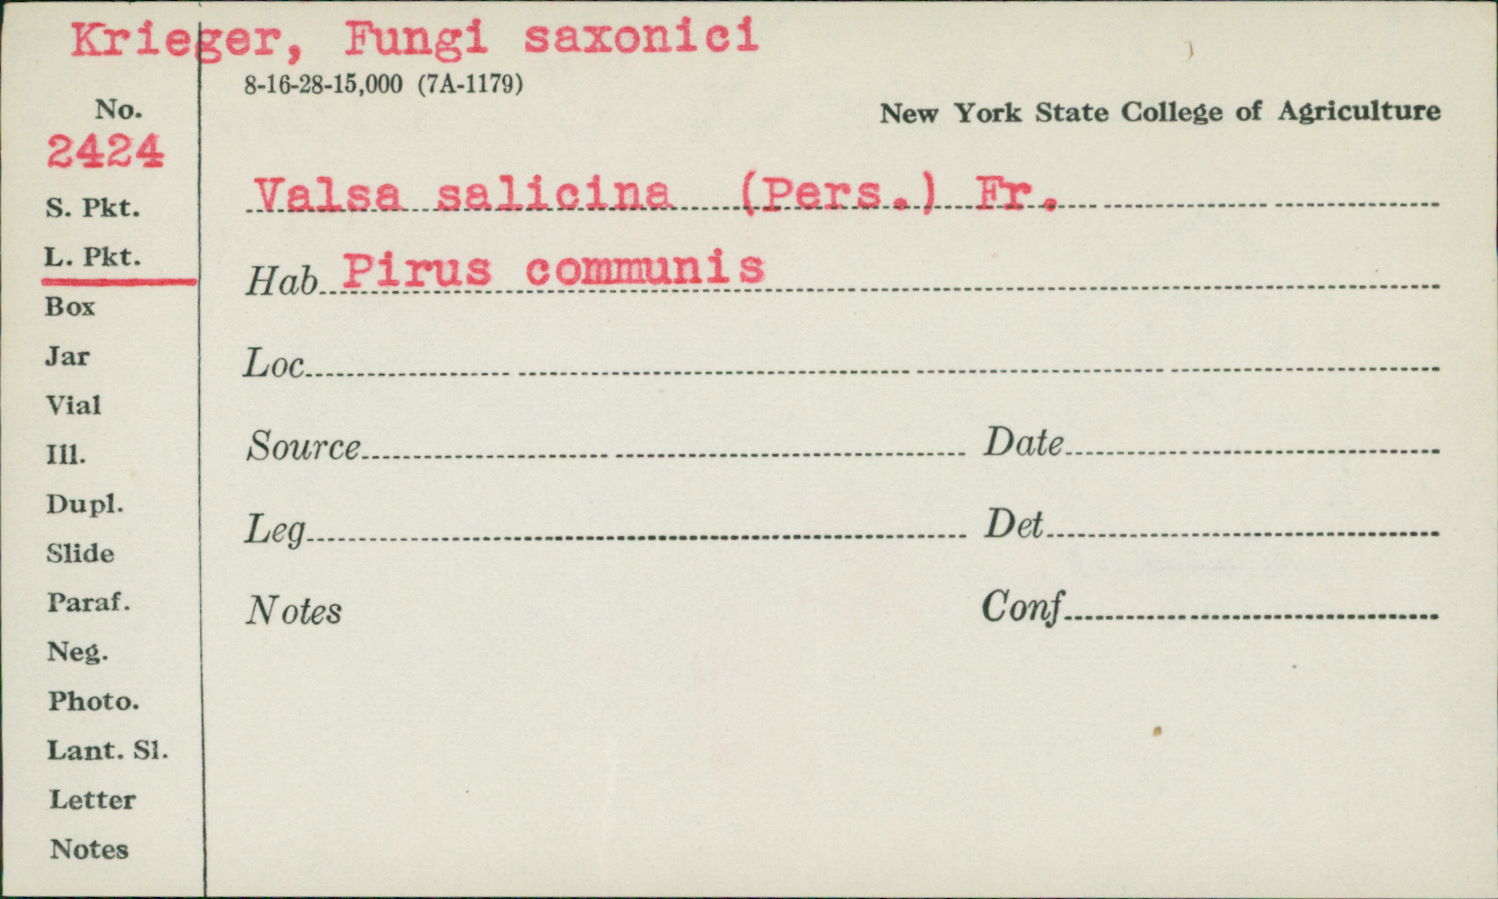 Krieger, Fungi saxonici
8-16-28-15,000 (7A-1179)
New York State College of Agriculture
No.
2424
S. Pkt.
L. Pkt.
Box
Jar
Vial
Ill.
Dupl.
Slide
Paraf.
Neg.
Photo.
Lant. Sl.
Letter
Notes
Valsa salicina (Pers.) Fr.
Hab. Pirus communis
Loc.
Source
Date
Leg.
Det.
Notes
Conf.